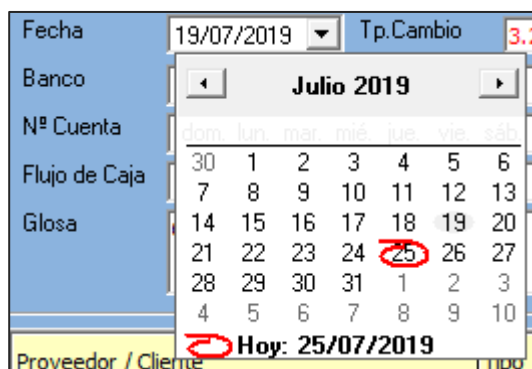 Fecha 19/07/2019 Tp.Cambio 3.
Banco
Julio 2019
Nº Cuenta
dom. lun. mar. mié. jue. vie. sáb
30 1 2 3 4 5 6
Flujo de Caja
7 8 9 10 11 12 13
Glosa
14 15 16 17 18 19 20
21 22 23 24 25 26 27
28 29 30 31 1 2 3
4 5 6 7 8 9 10
Hoy: 25/07/2019
Proveedor / Cliente